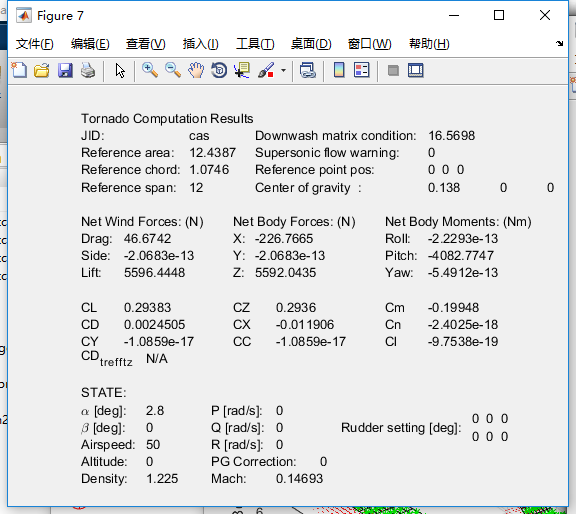 Figure 7
文件(F) 编辑(E) 查看(V) 插入(I) 工具(T) 桌面(D) 窗口(W) 帮助(H)
Tornado Computation Results
JID: cas Downwash matrix condition: 16.5698
Reference area: 12.4387 Supersonic flow warning: 0
Reference chord: 1.0746 Reference point pos: 0 0 0
Reference span: 12 Center of gravity : 0.138 0 0
Net Wind Forces: (N) Net Body Forces: (N) Net Body Moments: (Nm)
Drag: 46.6742 X: -226.7665 Roll: -2.2293e-13
Side: -2.0683e-13 Y: -2.0683e-13 Pitch: -4082.7747
Lift: 5596.4448 Z: 5592.0435 Yaw: -5.4912e-13
CL 0.29383 CZ 0.2936 Cm -0.19948
CD 0.0024505 CX -0.011906 Cn -2.4025e-18
CY -1.0859e-17 CC -1.0859e-17 Cl -9.7538e-19
CDtrefftz N/A
STATE:
α [deg]: 2.8 P [rad/s]: 0
β [deg]: 0 Q [rad/s]: 0 Rudder setting [deg]: 0 0 0
Airspeed: 50 R [rad/s]: 0 0 0 0
Altitude: 0 PG Correction: 0
Density: 1.225 Mach: 0.14693